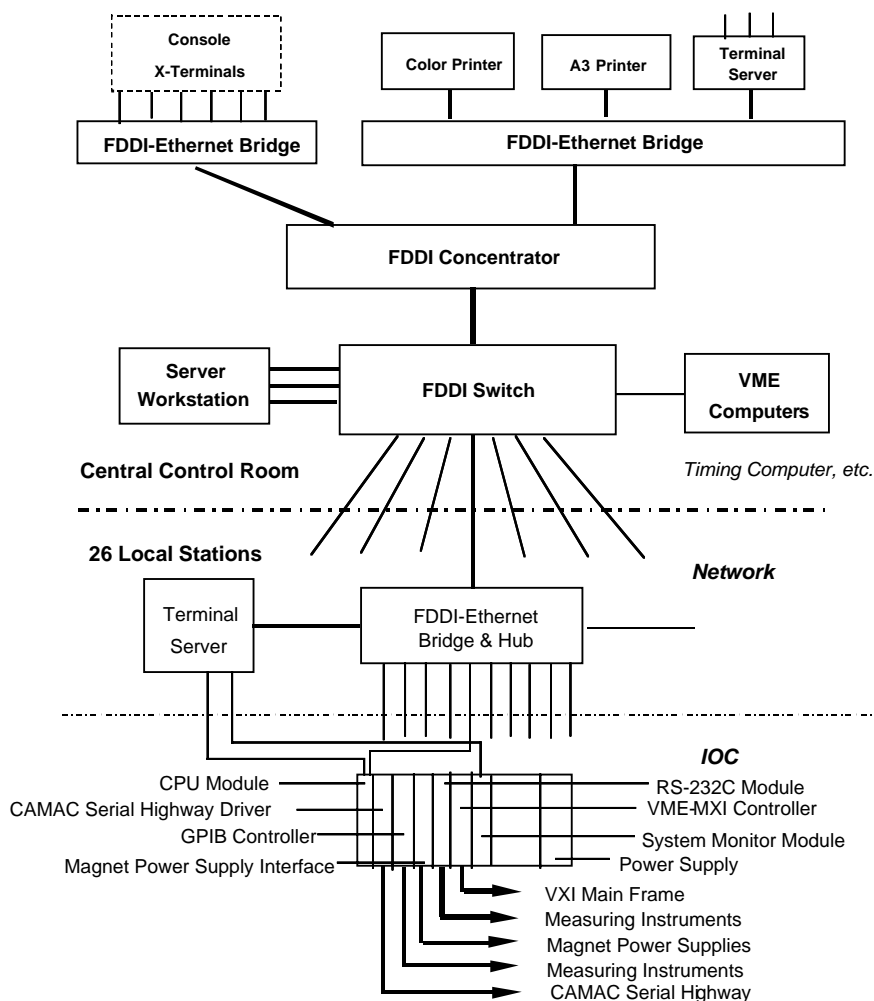 Console
X-Terminals
Color Printer
A3 Printer
Terminal
Server
FDDI-Ethernet Bridge
FDDI-Ethernet Bridge
FDDI Concentrator
Server
Workstation
FDDI Switch
VME
Computers
Central Control Room
Timing Computer, etc.
26 Local Stations
Network
Terminal
Server
FDDI-Ethernet
Bridge & Hub
IOC
CPU Module
RS-232C Module
CAMAC Serial Highway Driver
VME-MXI Controller
GPIB Controller
System Monitor Module
Magnet Power Supply Interface
Power Supply
VXI Main Frame
Measuring Instruments
Magnet Power Supplies
Measuring Instruments
CAMAC Serial Highway